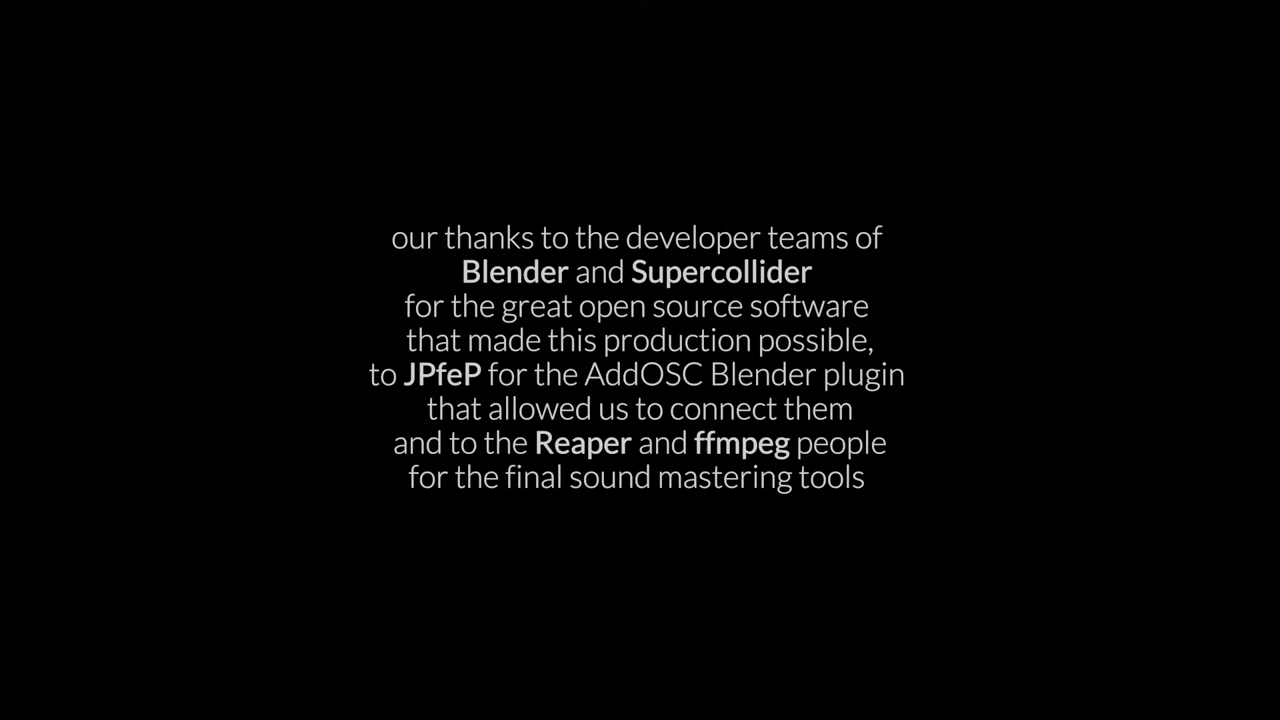 our thanks to the developer teams of
Blender and Supercollider
for the great open source software
that made this production possible,
to JPfeP for the AddOSC Blender plugin
that allowed us to connect them
and to the Reaper and ffmpeg people
for the final sound mastering tools